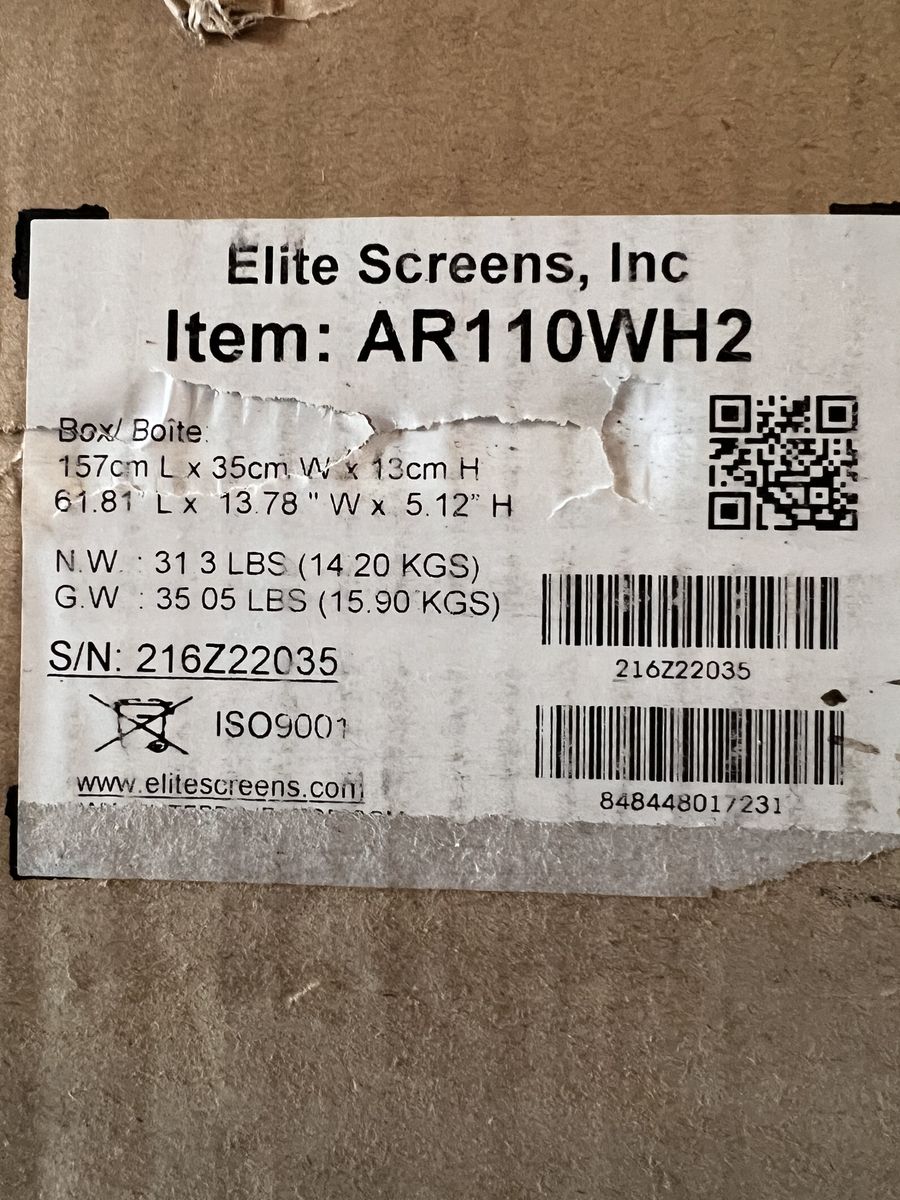 Elite Screens, Inc
Item: AR110WH2
Box/ Boîte:
157cm L x 35cm W x 13cm H
61.81" L x 13.78 " W x 5.12" H
N.W. : 31.3 LBS (14.20 KGS)
G.W : 35.05 LBS (15.90 KGS)
S/N: 216Z22035
216Z22035
ISO9001
848448017231
www.elitescreens.com